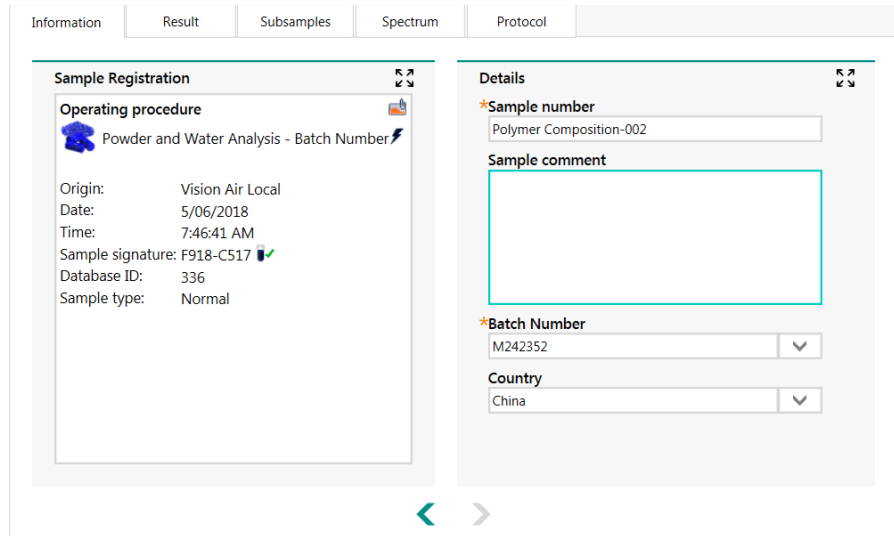 Information Result Subsamples Spectrum Protocol
Sample Registration
Operating procedure
Powder and Water Analysis - Batch Number
Origin: Vision Air Local
Date: 5/06/2018
Time: 7:46:41 AM
Sample signature: F918-C517
Database ID: 336
Sample type: Normal
Details
*Sample number
Polymer Composition-002
Sample comment
*Batch Number
M242352
Country
China